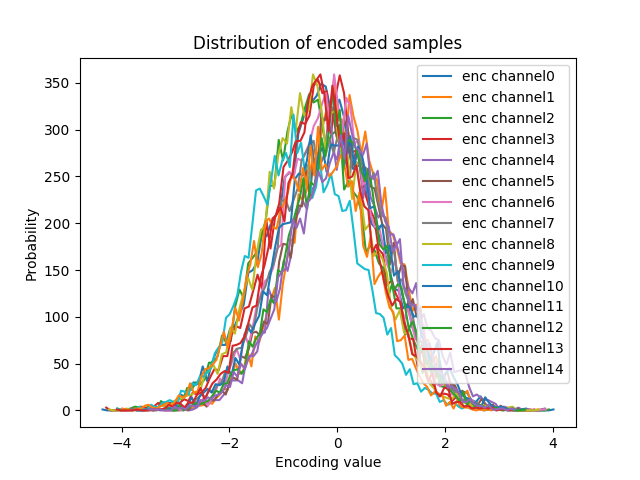 Distribution of encoded samples
Probability
350
300
250
200
150
100
50
0
−4
−2
0
2
4
Encoding value
enc channel0
enc channel1
enc channel2
enc channel3
enc channel4
enc channel5
enc channel6
enc channel7
enc channel8
enc channel9
enc channel10
enc channel11
enc channel12
enc channel13
enc channel14